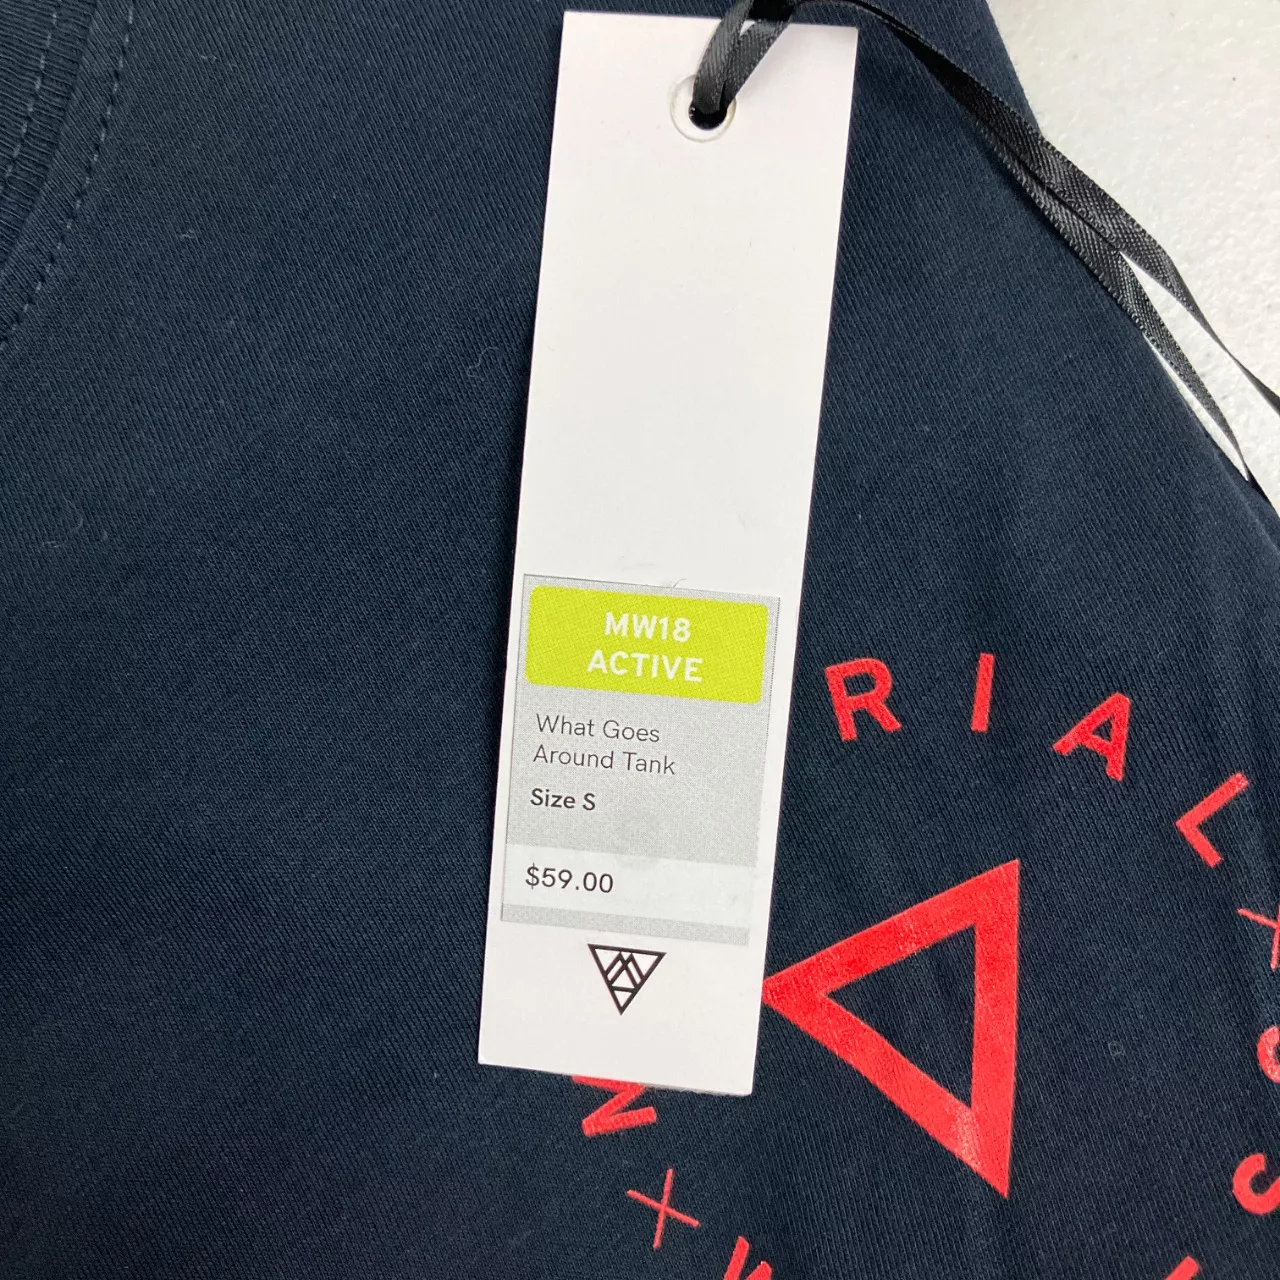 MW18
ACTIVE
What Goes
Around Tank
Size S
$59.00
RIAL